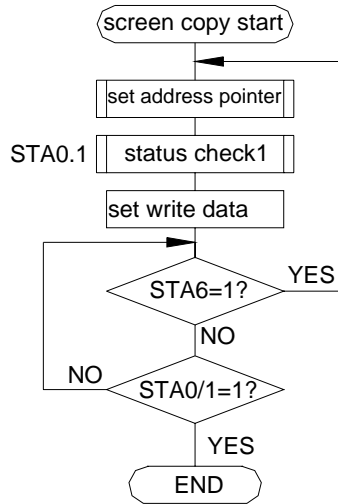 screen copy start
set address pointer
STA0.1
status check1
set write data
STA6=1?
YES
NO
STA0/1=1?
NO
YES
END